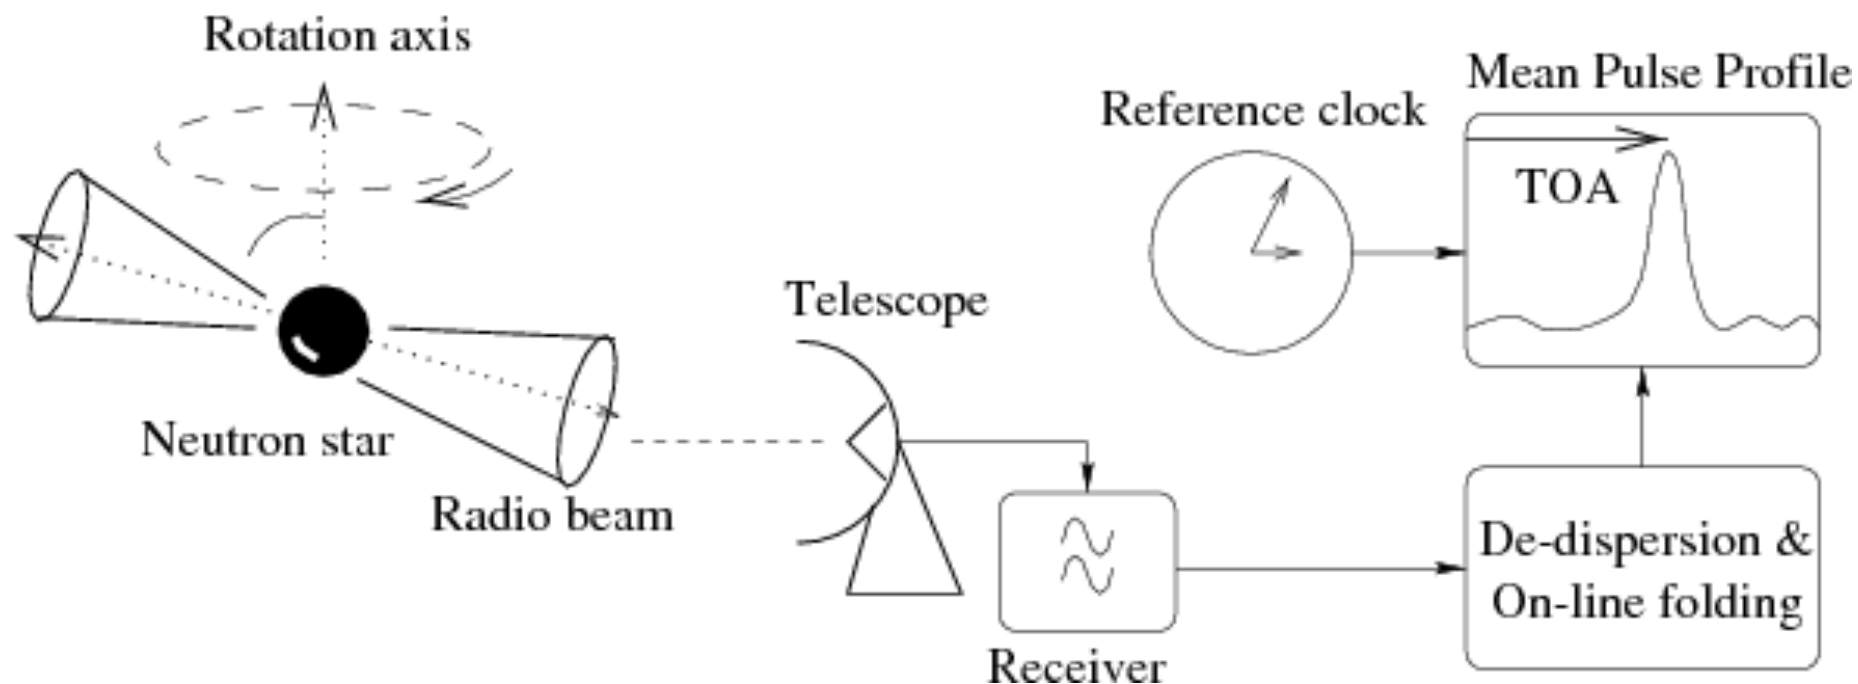 Rotation axis
Neutron star
Radio beam
Telescope
Receiver
Reference clock
Mean Pulse Profile
TOA
De-dispersion &
On-line folding